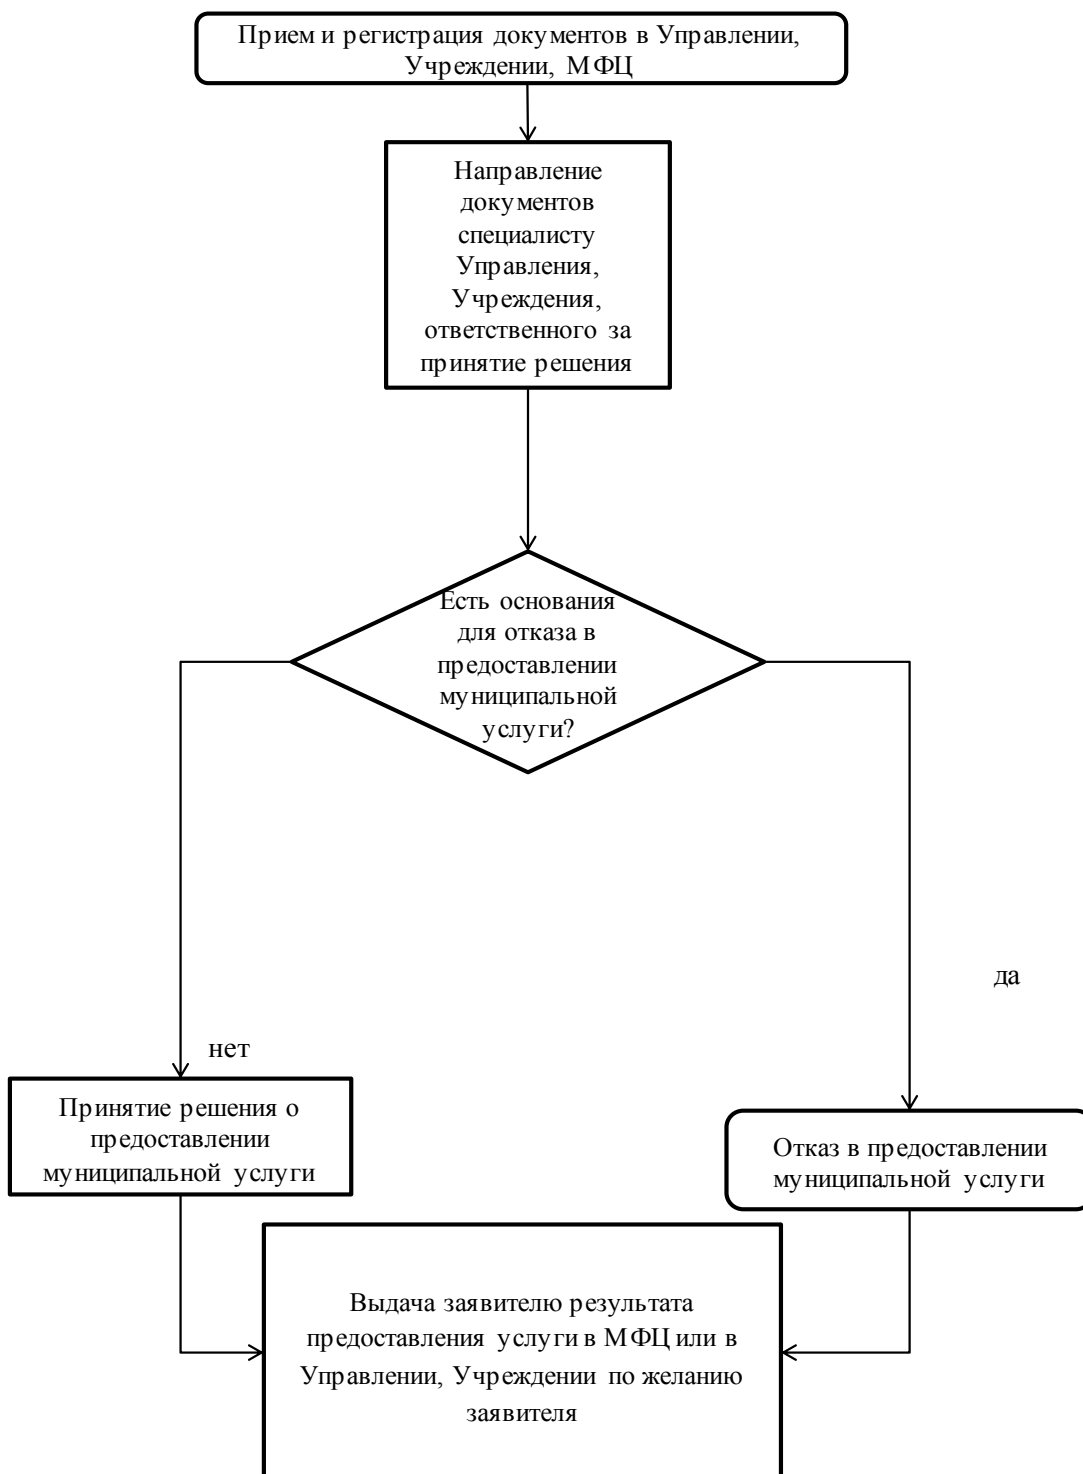 Прием и регистрация документов в Управлении,
Учреждении, МФЦ
Направление
документов
специалисту
Управления,
Учреждения,
ответственного за
принятие решения
Есть основания
для отказа в
предоставлении
муниципальной
услуги?
да
нет
Принятие решения о
предоставлении
муниципальной услуги
Отказ в предоставлении
муниципальной услуги
Выдача заявителю результата
предоставления услуги в МФЦ или в
Управлении, Учреждении по желанию
заявителя